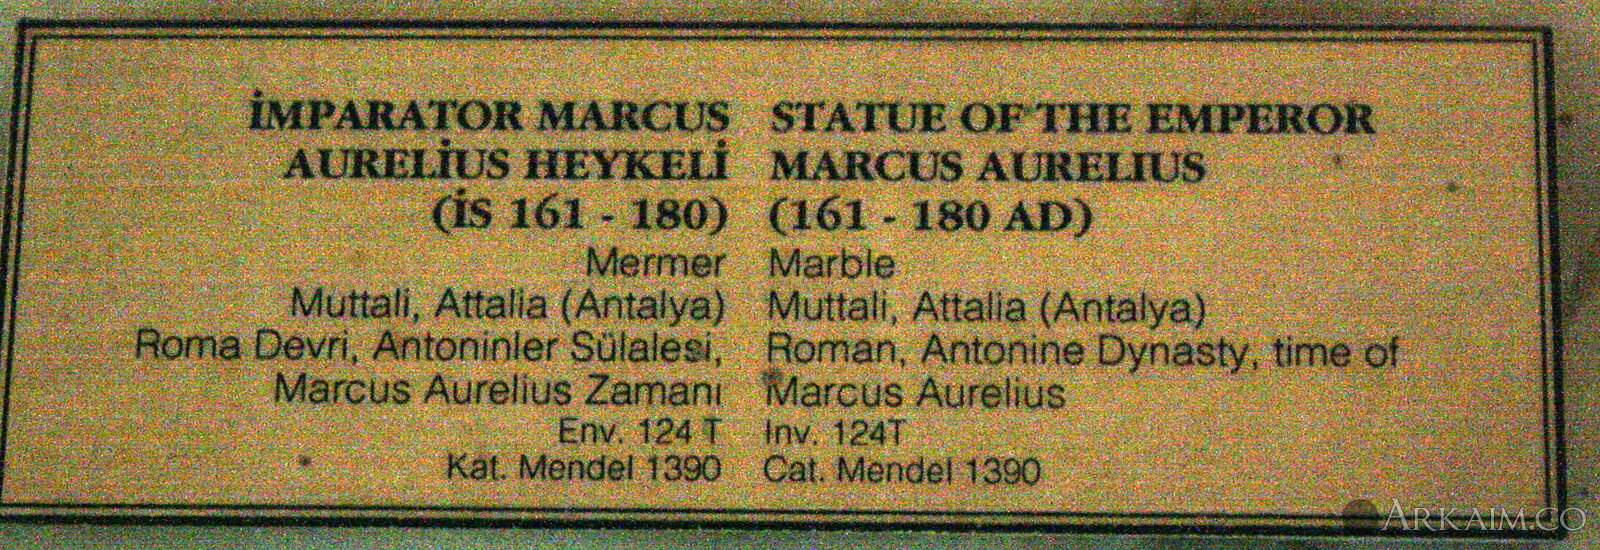 İMPARATOR MARCUS
AURELİUS HEYKELİ
(İS 161 - 180)
Mermer
Muttali, Attalia (Antalya)
Roma Devri, Antoninler Sülalesi,
Marcus Aurelius Zamanı
Env. 124 T
Kat. Mendel 1390
STATUE OF THE EMPEROR
MARCUS AURELIUS
(161 - 180 AD)
Marble
Muttali, Attalia (Antalya)
Roman, Antonine Dynasty, time of
Marcus Aurelius
Inv. 124T
Cat. Mendel 1390
ARKAIM.CO